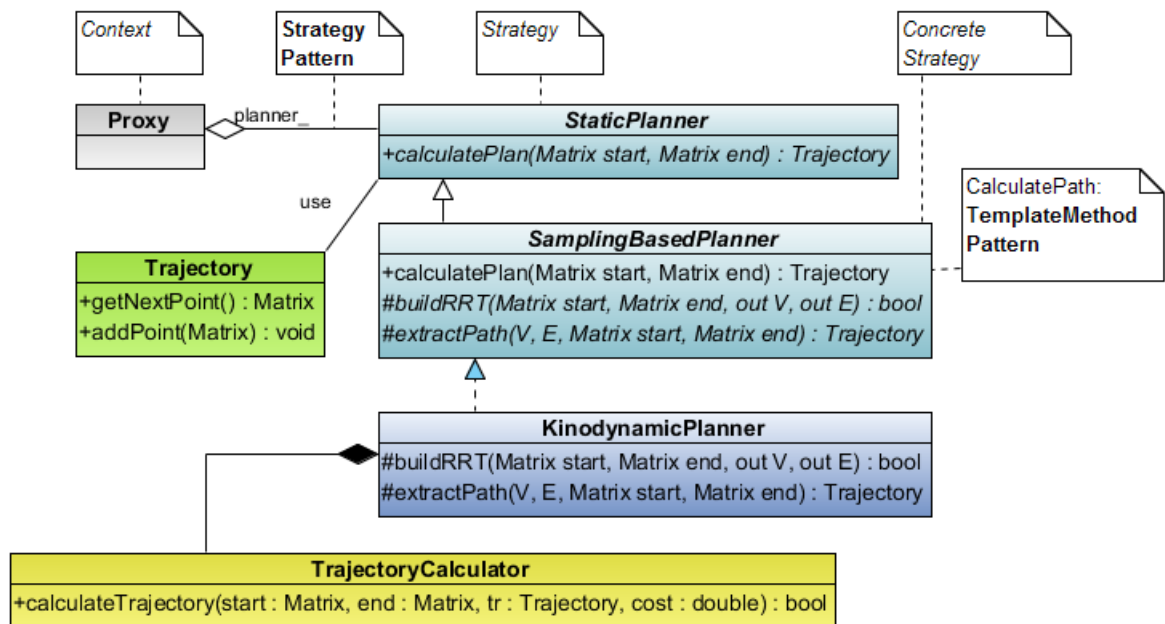 Context
Strategy
Pattern
Strategy
Concrete
Strategy
Proxy
planner_
StaticPlanner
+calculatePlan(Matrix start, Matrix end) : Trajectory
CalculatePath:
TemplateMethod
Pattern
use
SamplingBasedPlanner
+calculatePlan(Matrix start, Matrix end) : Trajectory
#buildRRT(Matrix start, Matrix end, out V, out E) : bool
#extractPath(V, E, Matrix start, Matrix end) : Trajectory
Trajectory
+getNextPoint() : Matrix
+addPoint(Matrix) : void
KinodynamicPlanner
#buildRRT(Matrix start, Matrix end, out V, out E) : bool
#extractPath(V, E, Matrix start, Matrix end) : Trajectory
TrajectoryCalculator
+calculateTrajectory(start : Matrix, end : Matrix, tr : Trajectory, cost : double) : bool